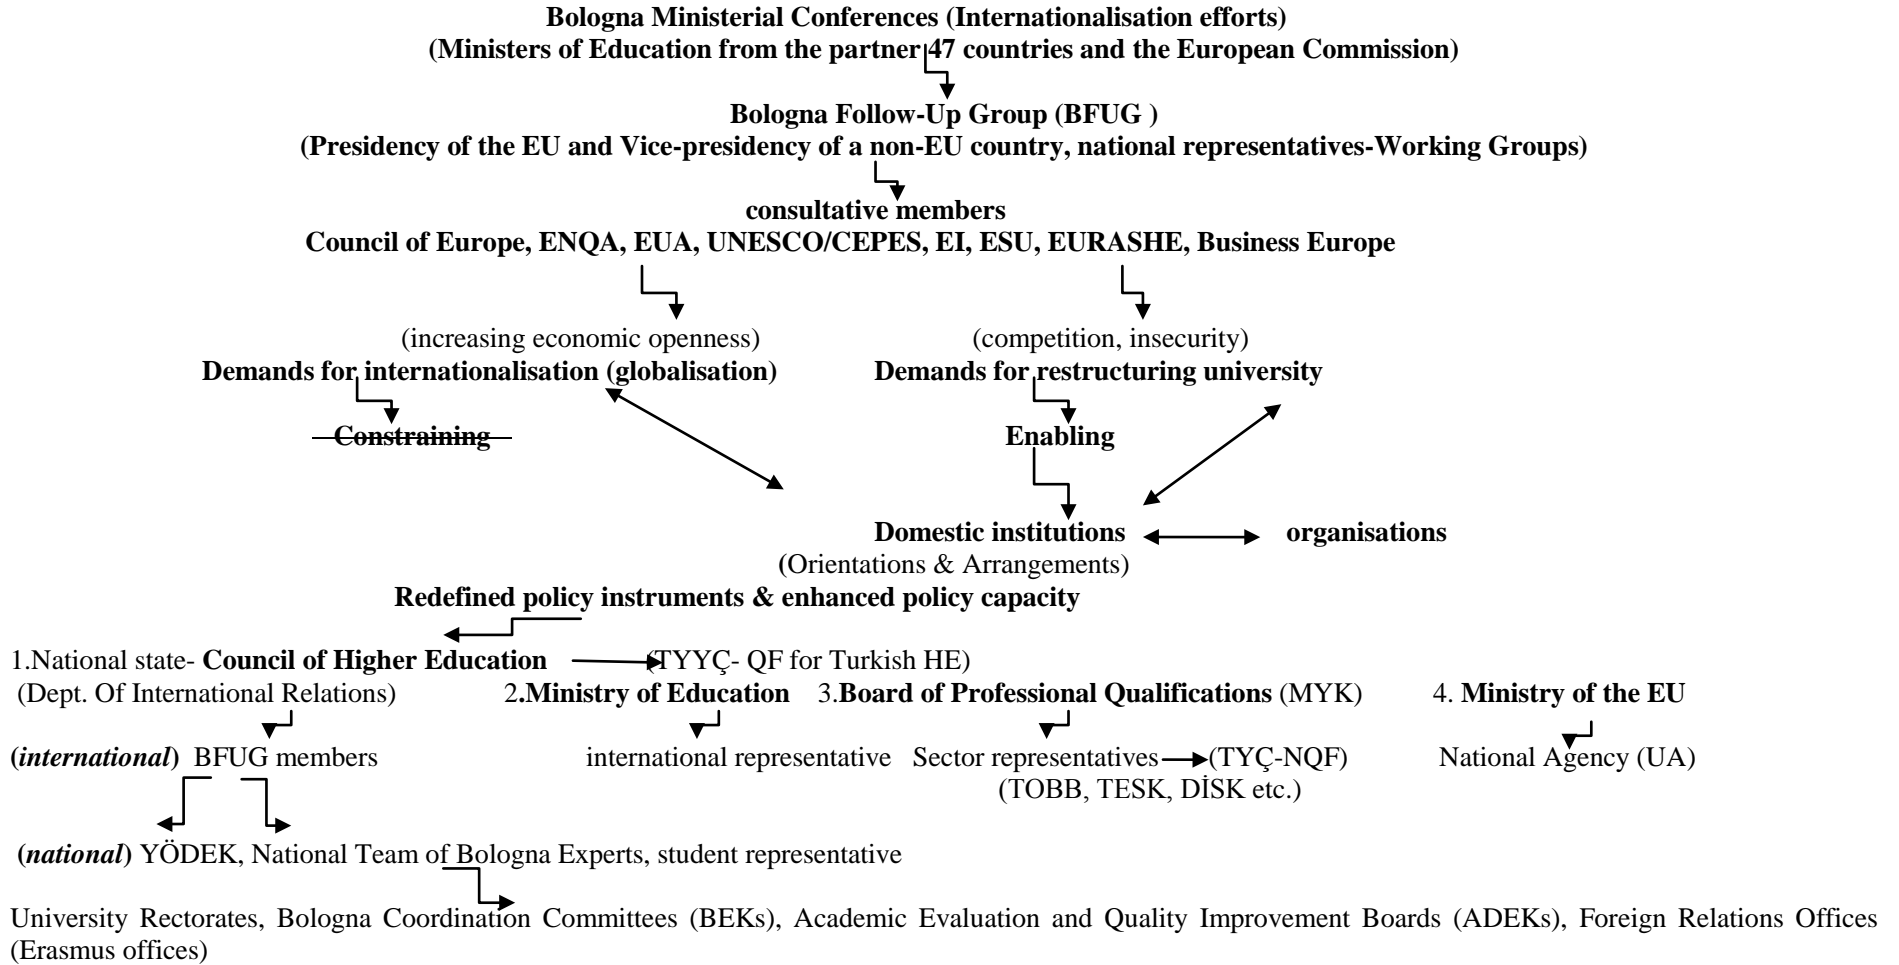 Bologna Ministerial Conferences (Internationalisation efforts)
(Ministers of Education from the partner 47 countries and the European Commission)
Bologna Follow-Up Group (BFUG )
(Presidency of the EU and Vice-presidency of a non-EU country, national representatives-Working Groups)
consultative members
Council of Europe, ENQA, EUA, UNESCO/CEPES, EI, ESU, EURASHE, Business Europe
(increasing economic openness) (competition, insecurity)
Demands for internationalisation (globalisation) Demands for restructuring university
Constraining Enabling
Domestic institutions organisations
(Orientations & Arrangements)
Redefined policy instruments & enhanced policy capacity
1.National state- Council of Higher Education (TYYÇ- QF for Turkish HE)
(Dept. Of International Relations) 2.Ministry of Education 3.Board of Professional Qualifications (MYK) 4. Ministry of the EU
(international) BFUG members international representative Sector representatives (TYÇ-NQF) National Agency (UA)
(TOBB, TESK, DİSK etc.)
(national) YÖDEK, National Team of Bologna Experts, student representative
University Rectorates, Bologna Coordination Committees (BEKs), Academic Evaluation and Quality Improvement Boards (ADEKs), Foreign Relations Offices
(Erasmus offices)